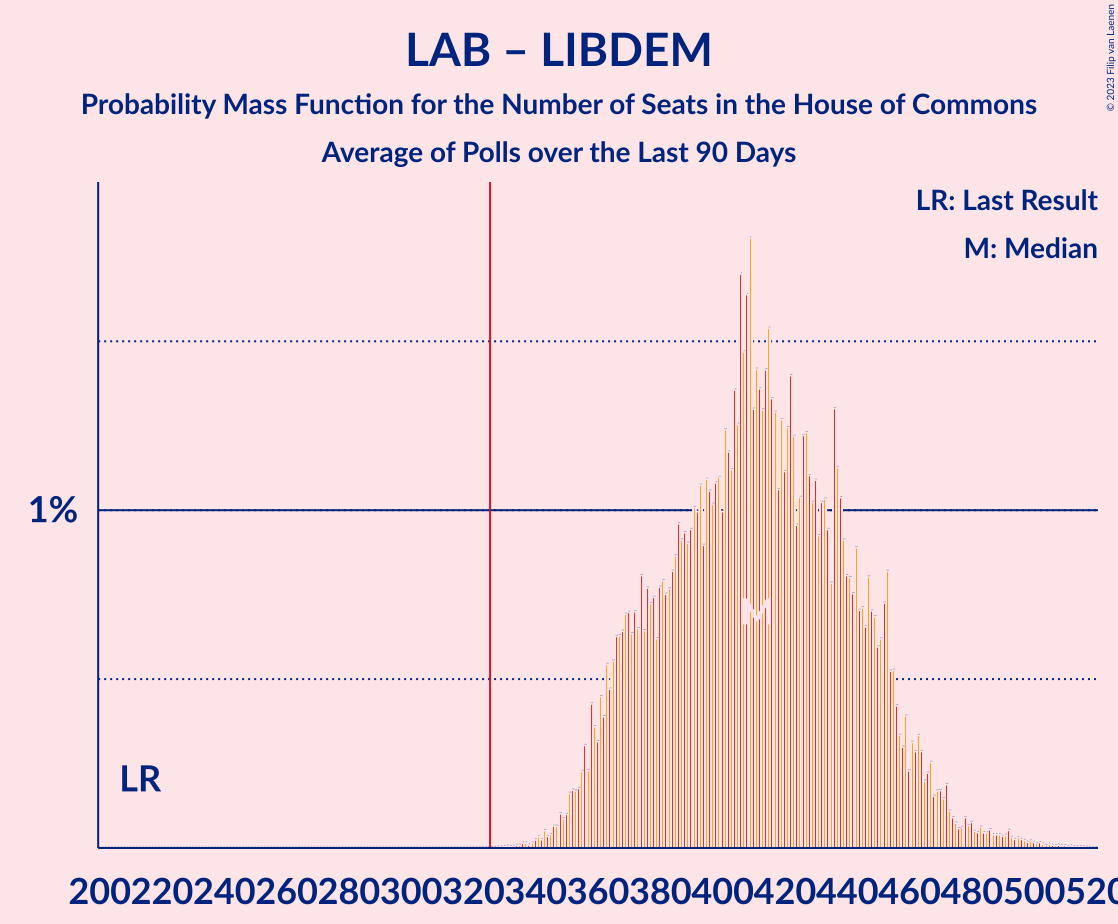 LAB – LIBDEM
Probability Mass Function for the Number of Seats in the House of Commons
Average of Polls over the Last 90 Days
© 2023 Filip van Laenen
LR: Last Result
M: Median
1%
M
LR
200220240260280300320340360380400420440460480500520